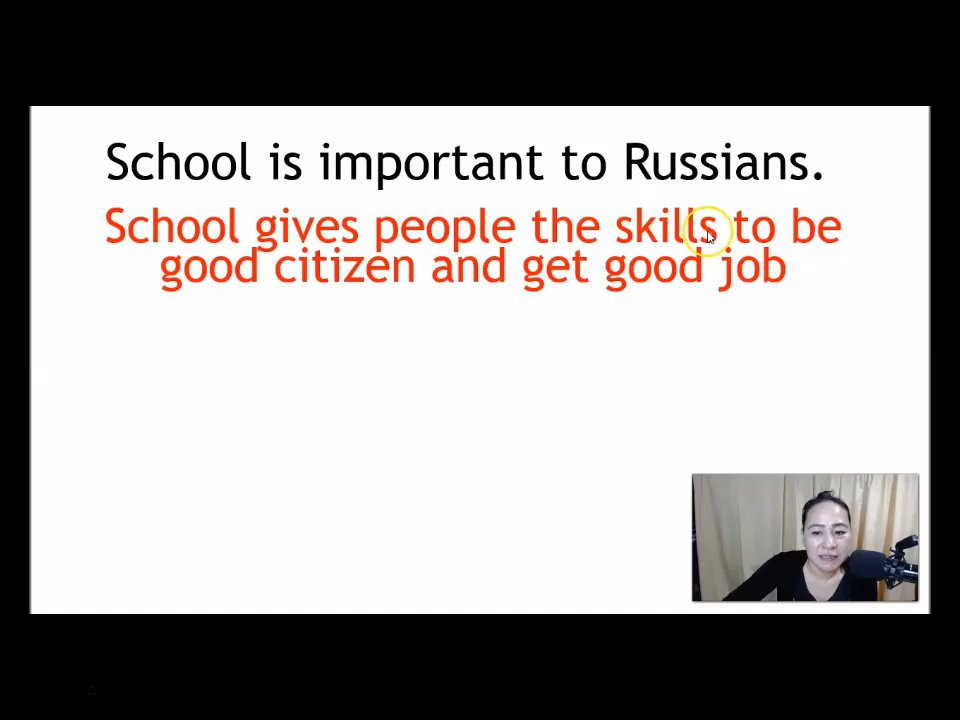 School is important to Russians.
School gives people the skills to be
good citizen and get good job